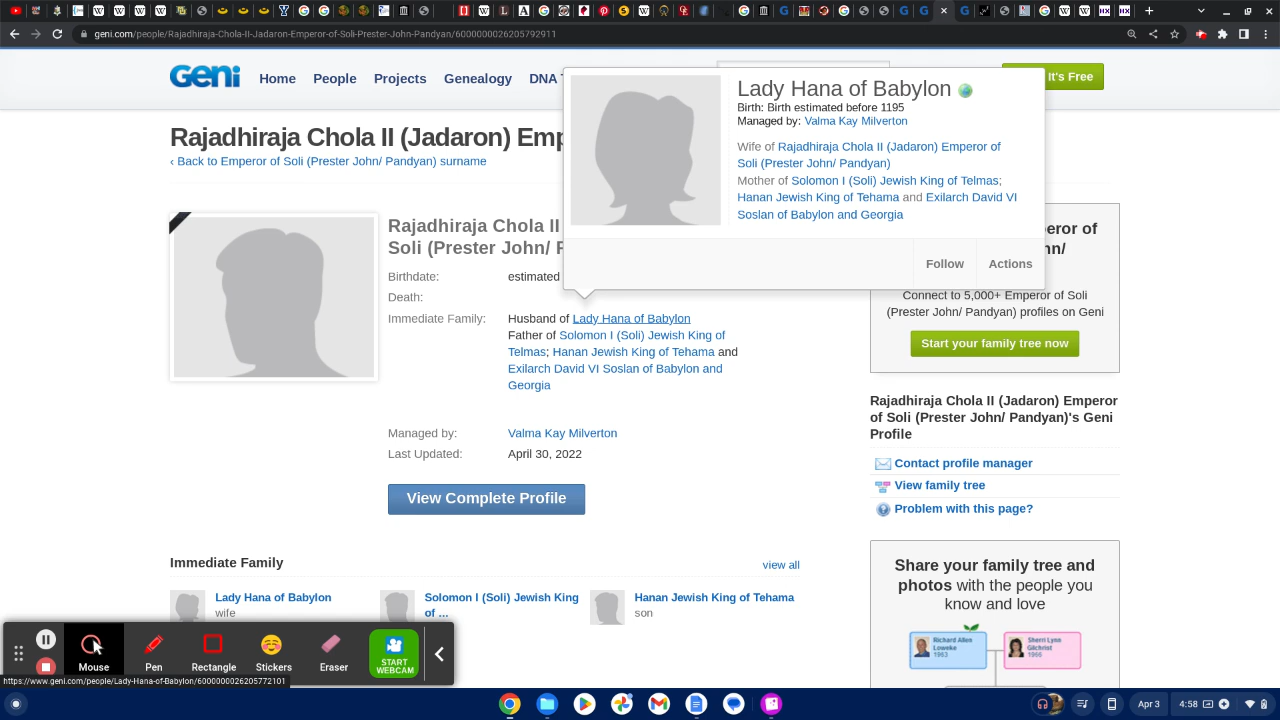 geni.com/people/Rajadhiraja-Chola-II-Jadaron-Emperor-of-Soli-Prester-John-Pandyan/6000000026205792911
Geni
Home People Projects Genealogy DNA
It's Free
Rajadhiraja Chola II (Jadaron)
‹ Back to Emperor of Soli (Prester John/ Pandyan) surname
Lady Hana of Babylon
Birth: Birth estimated before 1195
Managed by: Valma Kay Milverton
Wife of Rajadhiraja Chola II (Jadaron) Emperor of
Soli (Prester John/ Pandyan)
Mother of Solomon I (Soli) Jewish King of Telmas;
Hanan Jewish King of Tehama and Exilarch David VI
Soslan of Babylon and Georgia
Follow Actions
Rajadhiraja Chola II
Soli (Prester John/
Birthdate: estimated
Death:
Immediate Family: Husband of Lady Hana of Babylon
Father of Solomon I (Soli) Jewish King of
Telmas; Hanan Jewish King of Tehama and
Exilarch David VI Soslan of Babylon and
Georgia
Managed by: Valma Kay Milverton
Last Updated: April 30, 2022
View Complete Profile
Immediate Family view all
Lady Hana of Babylon
wife
Solomon I (Soli) Jewish King
of ...
Hanan Jewish King of Tehama
son
Connect to 5,000+ Emperor of Soli
(Prester John/ Pandyan) profiles on Geni
Start your family tree now
Rajadhiraja Chola II (Jadaron) Emperor
of Soli (Prester John/ Pandyan)'s Geni
Profile
Contact profile manager
View family tree
Problem with this page?
Share your family tree and
photos with the people you
know and love
Richard Allen
Loweke
1963
Sherri Lynn
Gilchrist
1966
Mouse Pen Rectangle Stickers Eraser
START
WEBCAM
https://www.geni.com/people/Lady-Hana-of-Babylon/6000000026205772101
Apr 3 4:58